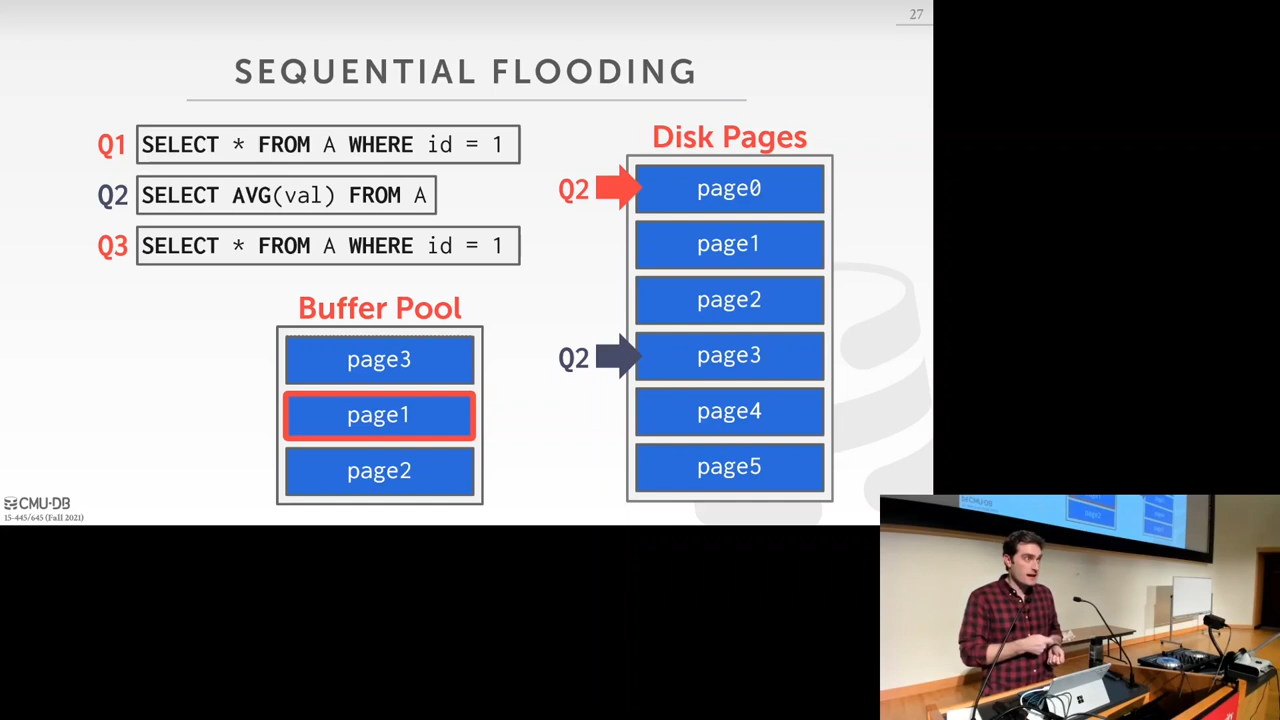 27
SEQUENTIAL FLOODING
Q1 SELECT * FROM A WHERE id = 1
Q2 SELECT AVG(val) FROM A
Q3 SELECT * FROM A WHERE id = 1
Buffer Pool
page3
page1
page2
Disk Pages
Q2 page0
page1
page2
Q2 page3
page4
page5
CMU·DB
15-445/645 (Fall 2021)